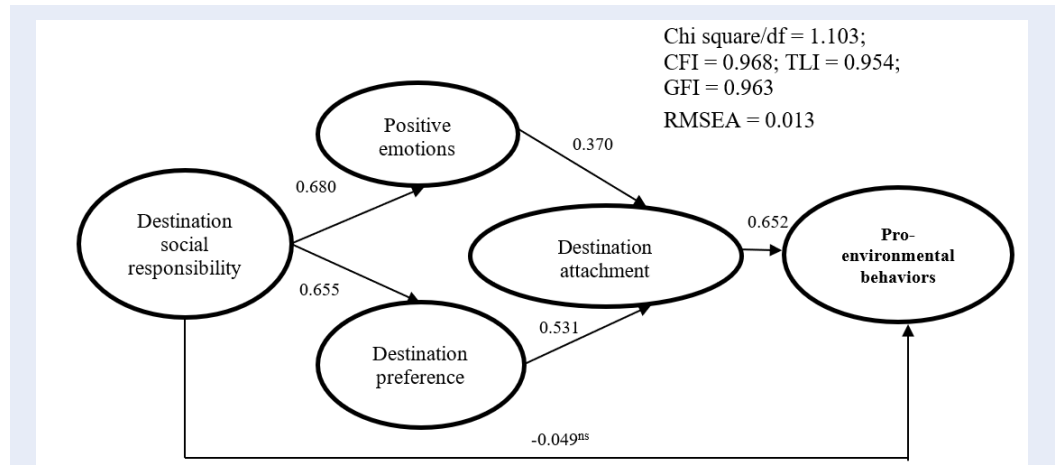 Chi square/df = 1.103;
CFI = 0.968; TLI = 0.954;
GFI = 0.963
RMSEA = 0.013
Positive
emotions
0.370
0.680
Destination
social
responsibility
0.652
Destination
attachment
Pro-
environmental
behaviors
0.655
0.531
Destination
preference
-0.049ns